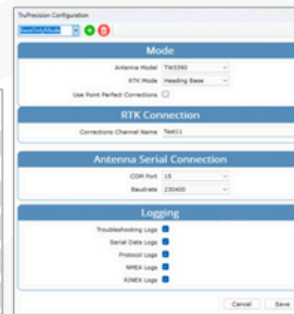 TruPrecision Configuration
BaseOnlyMode
Mode
Antenna Model TW5390
RTK Mode Heading Base
Use Point Perfect Corrections
RTK Connection
Corrections Channel Name Test11
Antenna Serial Connection
COM Port 15
Baudrate 230400
Logging
Troubleshooting Logs
Serial Data Logs
Protocol Logs
NMEA Logs
RINEX Logs
Cancel Save